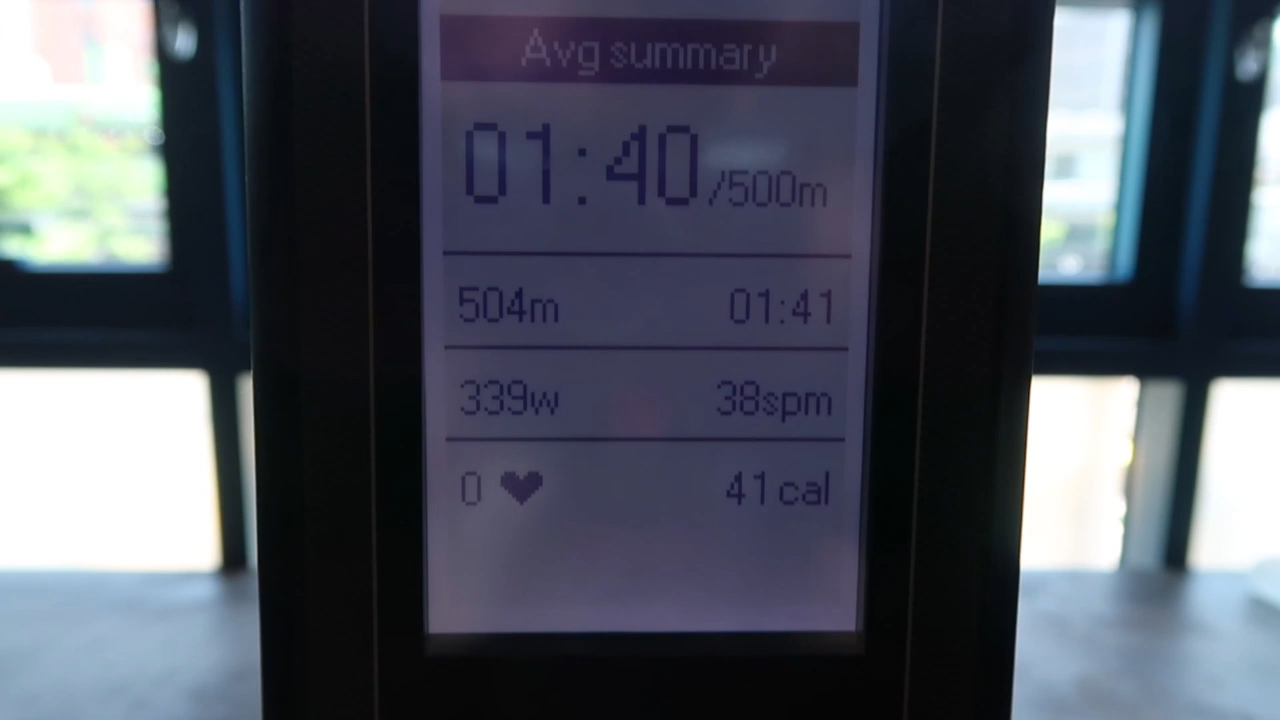 Avg summary
01:40/500m
504m 01:41
339w 38spm
0 ♥ 41cal